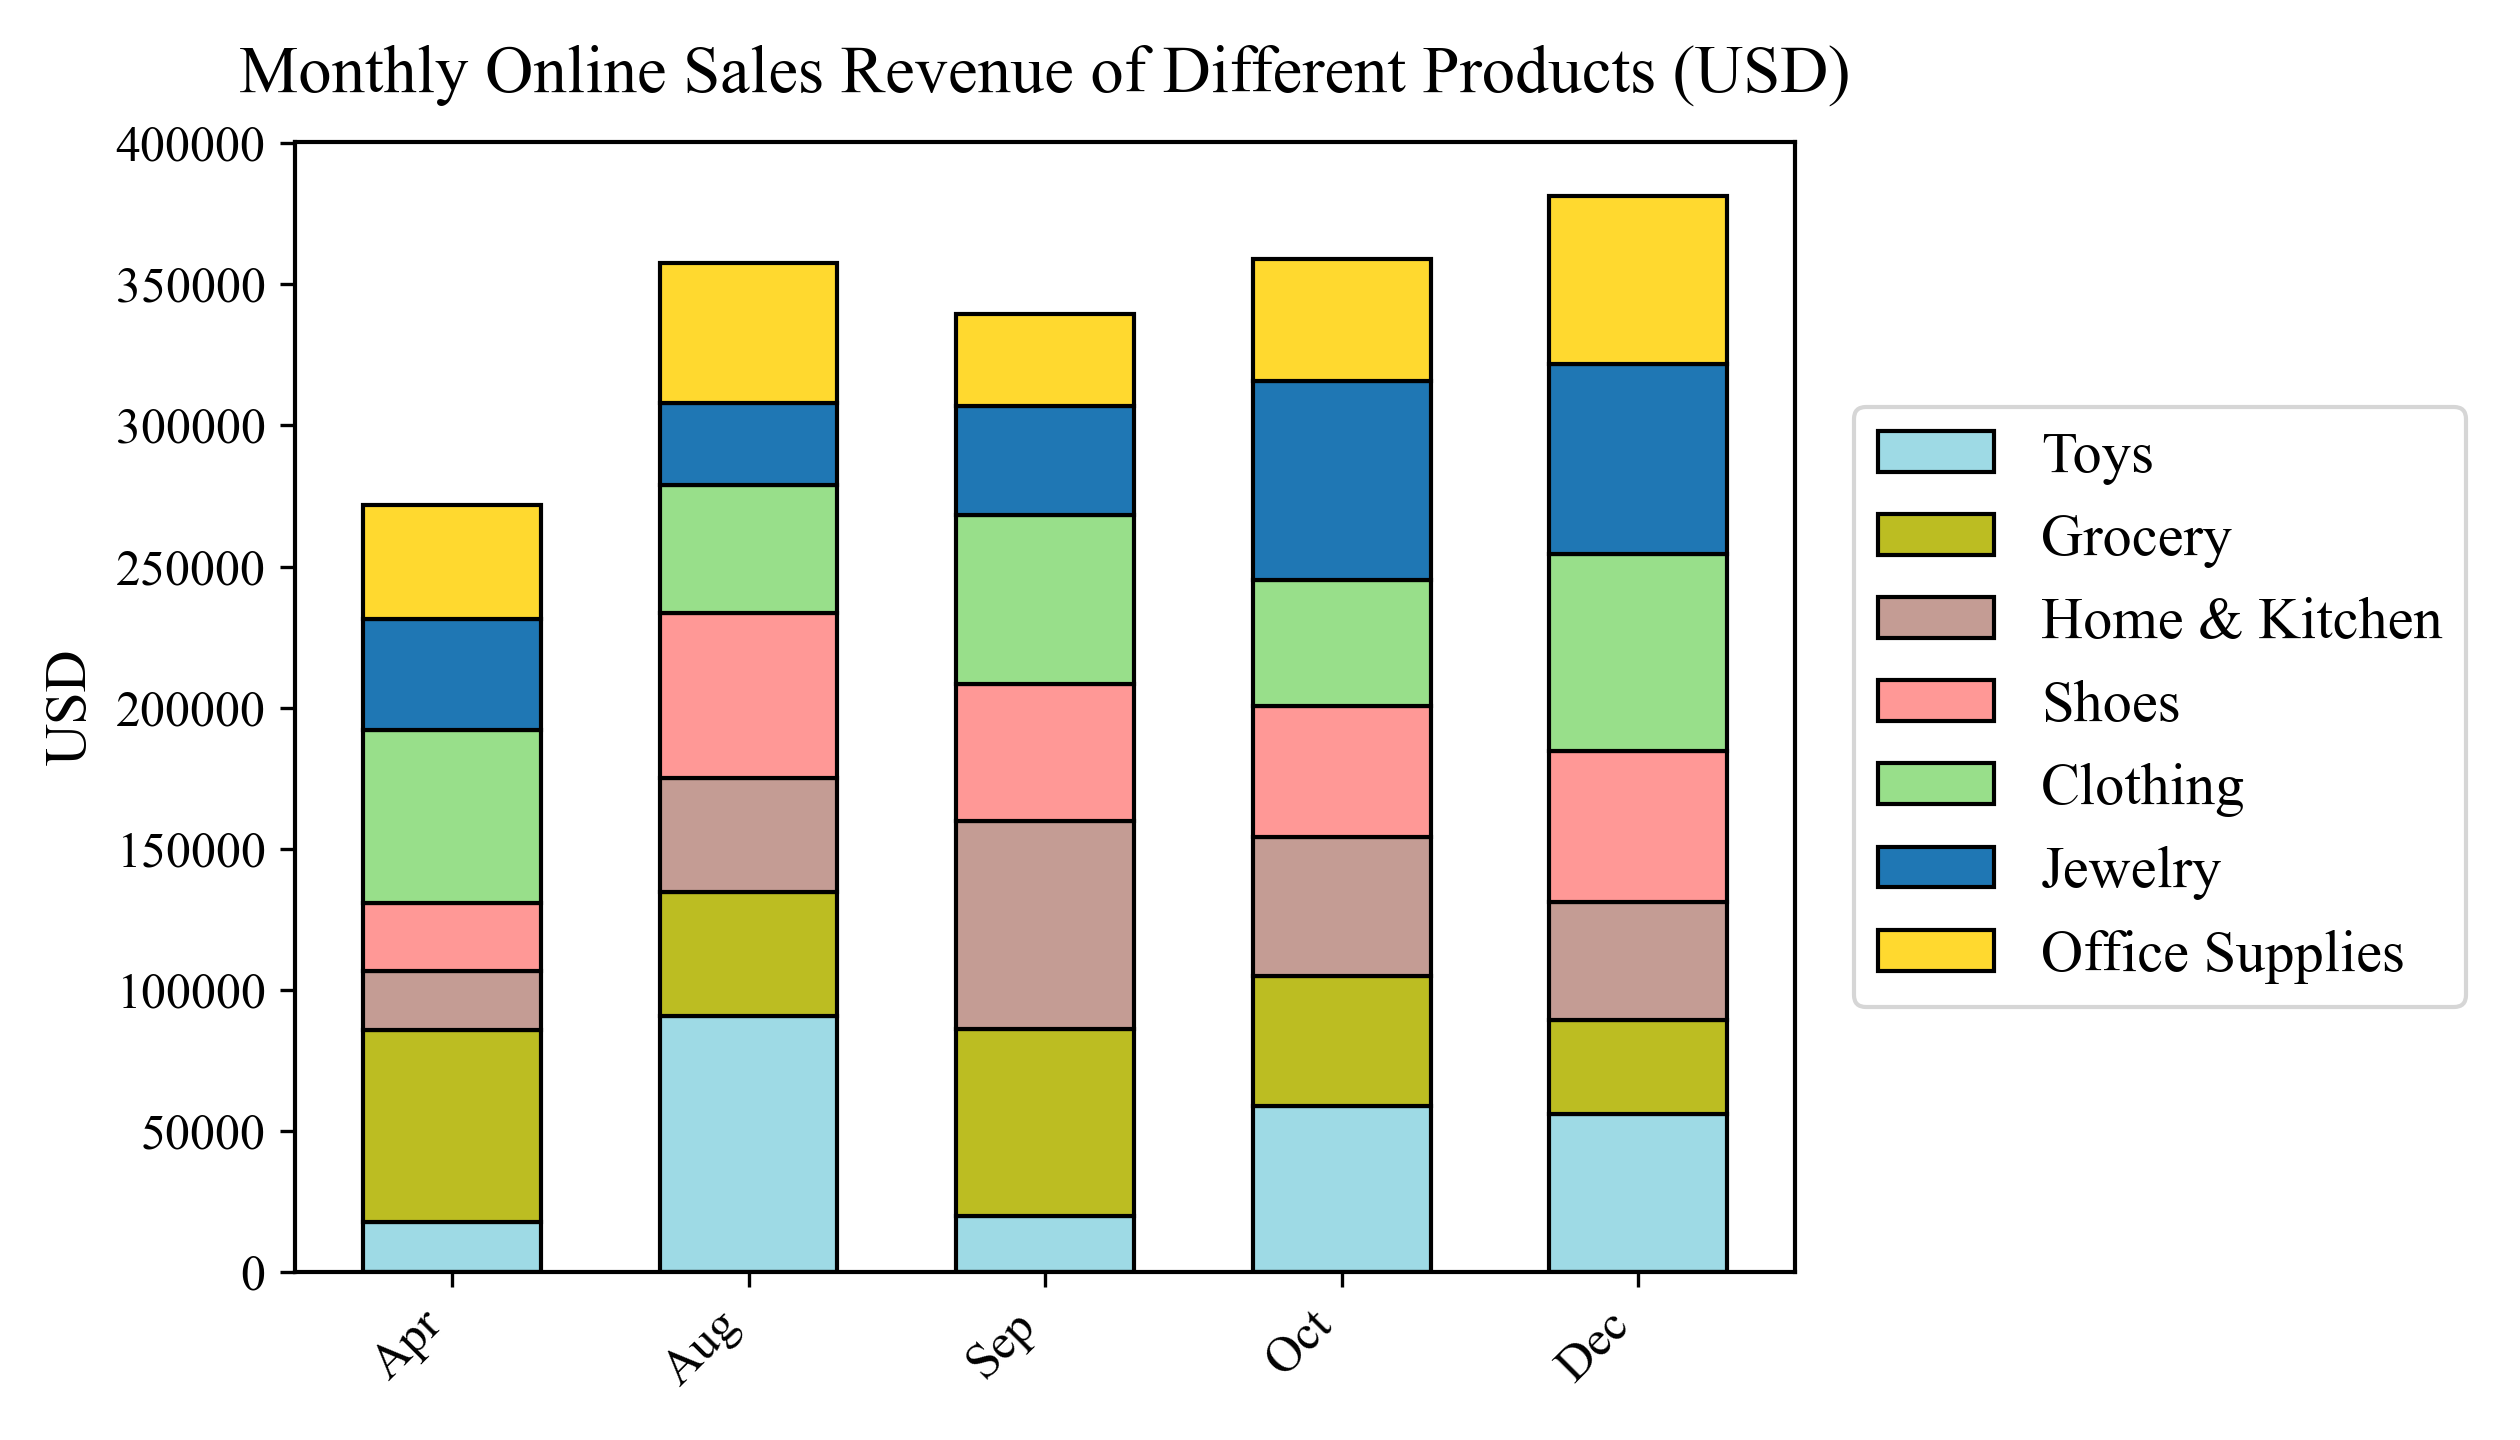 Monthly Online Sales Revenue of Different Products (USD)
400000
350000
300000
250000
200000
150000
100000
50000
0
USD
Apr
Aug
Sep
Oct
Dec
Toys
Grocery
Home & Kitchen
Shoes
Clothing
Jewelry
Office Supplies